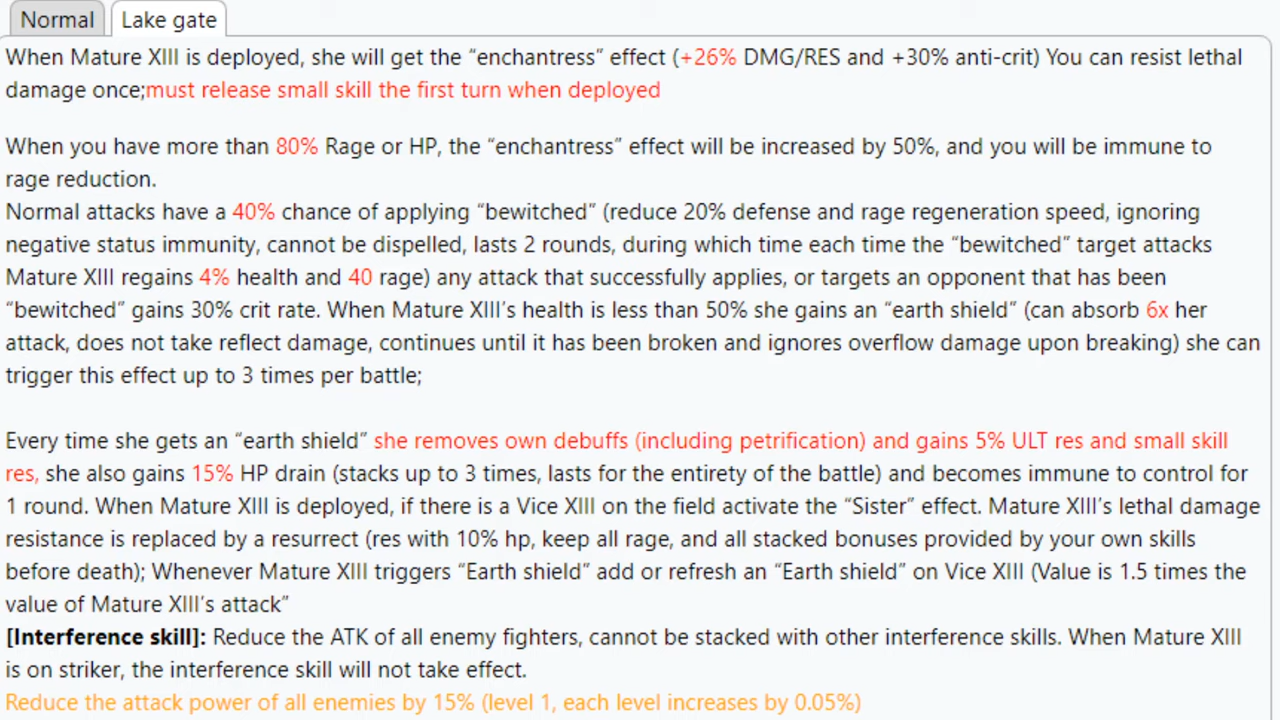 Normal
Lake gate
When Mature XIII is deployed, she will get the “enchantress” effect (+26% DMG/RES and +30% anti-crit) You can resist lethal
damage once;must release small skill the first turn when deployed
When you have more than 80% Rage or HP, the “enchantress” effect will be increased by 50%, and you will be immune to
rage reduction.
Normal attacks have a 40% chance of applying “bewitched” (reduce 20% defense and rage regeneration speed, ignoring
negative status immunity, cannot be dispelled, lasts 2 rounds, during which time each time the “bewitched” target attacks
Mature XIII regains 4% health and 40 rage) any attack that successfully applies, or targets an opponent that has been
“bewitched” gains 30% crit rate. When Mature XIII’s health is less than 50% she gains an “earth shield” (can absorb 6x her
attack, does not take reflect damage, continues until it has been broken and ignores overflow damage upon breaking) she can
trigger this effect up to 3 times per battle;
Every time she gets an “earth shield” she removes own debuffs (including petrification) and gains 5% ULT res and small skill
res, she also gains 15% HP drain (stacks up to 3 times, lasts for the entirety of the battle) and becomes immune to control for
1 round. When Mature XIII is deployed, if there is a Vice XIII on the field activate the “Sister” effect. Mature XIII’s lethal damage
resistance is replaced by a resurrect (res with 10% hp, keep all rage, and all stacked bonuses provided by your own skills
before death); Whenever Mature XIII triggers “Earth shield” add or refresh an “Earth shield” on Vice XIII (Value is 1.5 times the
value of Mature XIII’s attack”
[Interference skill]: Reduce the ATK of all enemy fighters, cannot be stacked with other interference skills. When Mature XIII
is on striker, the interference skill will not take effect.
Reduce the attack power of all enemies by 15% (level 1, each level increases by 0.05%)